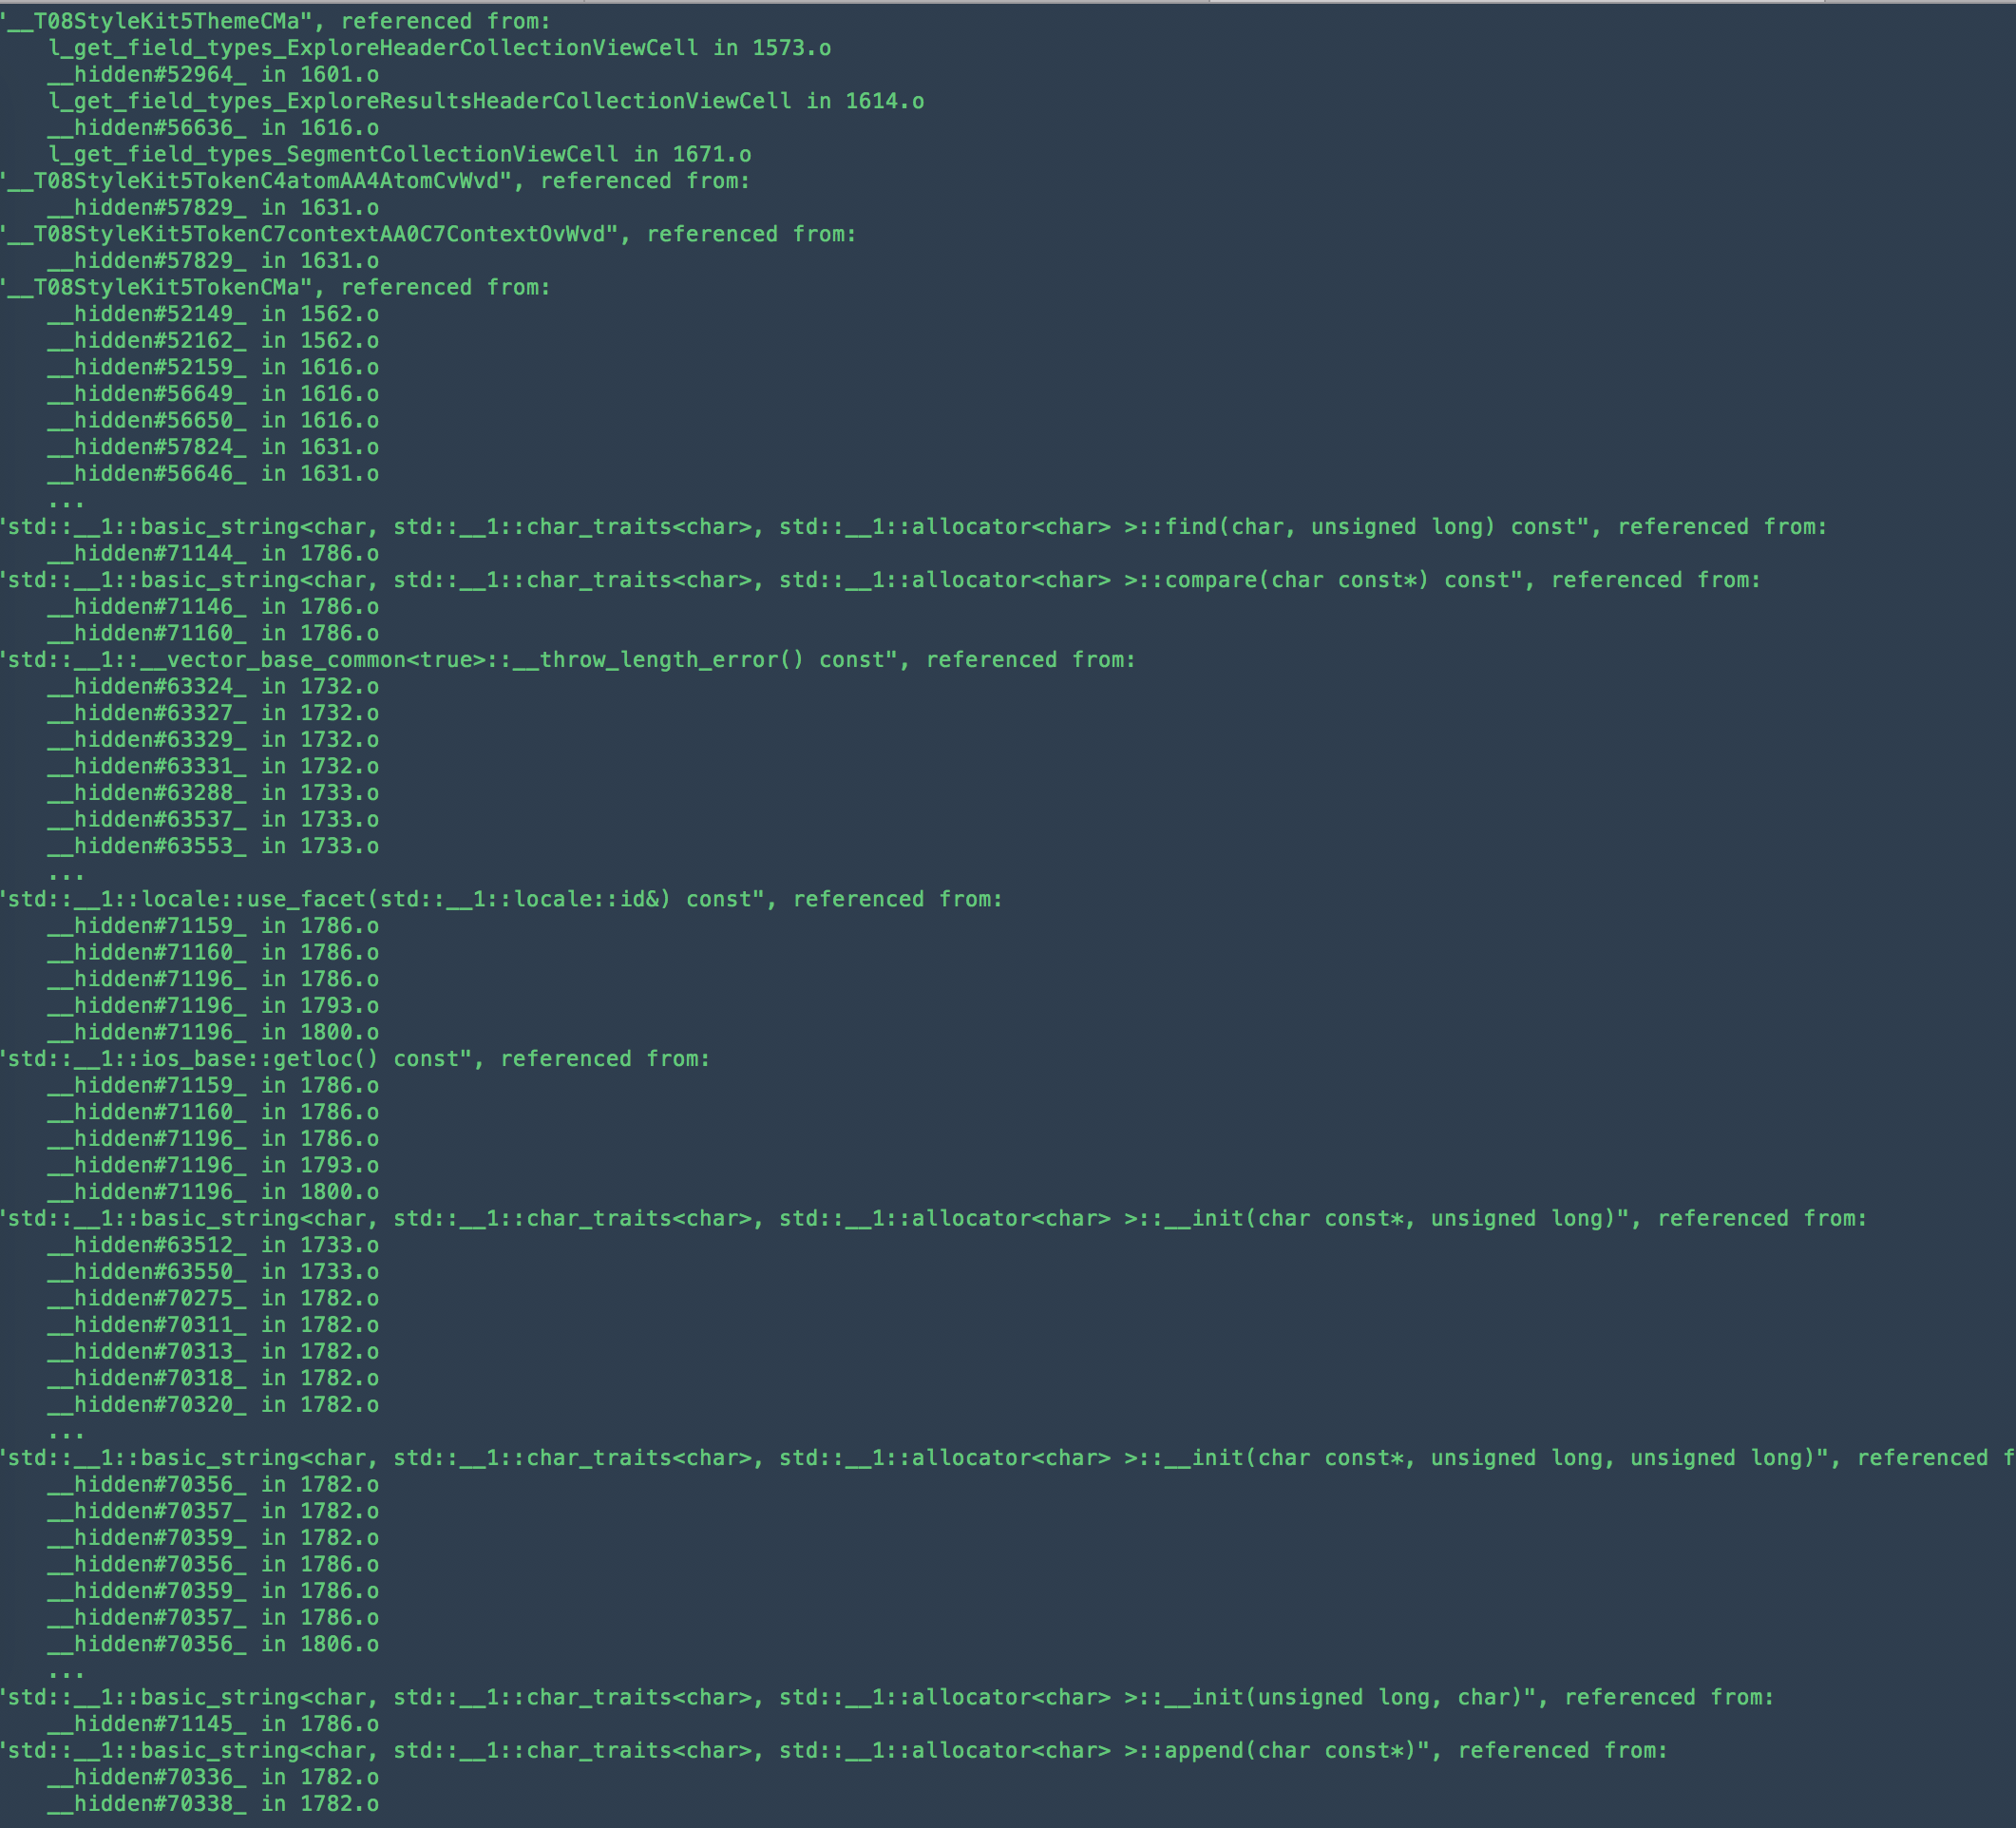 "__T08StyleKit5ThemeCMa", referenced from:
    l_get_field_types_ExploreHeaderCollectionViewCell in 1573.o
    __hidden#52964_ in 1601.o
    l_get_field_types_ExploreResultsHeaderCollectionViewCell in 1614.o
    __hidden#56636_ in 1616.o
    l_get_field_types_SegmentCollectionViewCell in 1671.o
"__T08StyleKit5TokenC4atomAA4AtomCvWvd", referenced from:
    __hidden#57829_ in 1631.o
"__T08StyleKit5TokenC7contextAA0C7ContextOvWvd", referenced from:
    __hidden#57829_ in 1631.o
"__T08StyleKit5TokenCMa", referenced from:
    __hidden#52149_ in 1562.o
    __hidden#52162_ in 1562.o
    __hidden#52159_ in 1616.o
    __hidden#56649_ in 1616.o
    __hidden#56650_ in 1616.o
    __hidden#57824_ in 1631.o
    __hidden#56646_ in 1631.o
    ...
"std::__1::basic_string<char, std::__1::char_traits<char>, std::__1::allocator<char> >::find(char, unsigned long) const", referenced from:
    __hidden#71144_ in 1786.o
"std::__1::basic_string<char, std::__1::char_traits<char>, std::__1::allocator<char> >::compare(char const*) const", referenced from:
    __hidden#71146_ in 1786.o
    __hidden#71160_ in 1786.o
"std::__1::__vector_base_common<true>::__throw_length_error() const", referenced from:
    __hidden#63324_ in 1732.o
    __hidden#63327_ in 1732.o
    __hidden#63329_ in 1732.o
    __hidden#63331_ in 1732.o
    __hidden#63288_ in 1733.o
    __hidden#63537_ in 1733.o
    __hidden#63553_ in 1733.o
    ...
"std::__1::locale::use_facet(std::__1::locale::id&) const", referenced from:
    __hidden#71159_ in 1786.o
    __hidden#71160_ in 1786.o
    __hidden#71196_ in 1786.o
    __hidden#71196_ in 1793.o
    __hidden#71196_ in 1800.o
"std::__1::ios_base::getloc() const", referenced from:
    __hidden#71159_ in 1786.o
    __hidden#71160_ in 1786.o
    __hidden#71196_ in 1786.o
    __hidden#71196_ in 1793.o
    __hidden#71196_ in 1800.o
"std::__1::basic_string<char, std::__1::char_traits<char>, std::__1::allocator<char> >::__init(char const*, unsigned long)", referenced from:
    __hidden#63512_ in 1733.o
    __hidden#63550_ in 1733.o
    __hidden#70275_ in 1782.o
    __hidden#70311_ in 1782.o
    __hidden#70313_ in 1782.o
    __hidden#70318_ in 1782.o
    __hidden#70320_ in 1782.o
    ...
"std::__1::basic_string<char, std::__1::char_traits<char>, std::__1::allocator<char> >::__init(char const*, unsigned long, unsigned long)", referenced f
    __hidden#70356_ in 1782.o
    __hidden#70357_ in 1782.o
    __hidden#70359_ in 1782.o
    __hidden#70356_ in 1786.o
    __hidden#70359_ in 1786.o
    __hidden#70357_ in 1786.o
    __hidden#70356_ in 1806.o
    ...
"std::__1::basic_string<char, std::__1::char_traits<char>, std::__1::allocator<char> >::__init(unsigned long, char)", referenced from:
    __hidden#71145_ in 1786.o
"std::__1::basic_string<char, std::__1::char_traits<char>, std::__1::allocator<char> >::append(char const*)", referenced from:
    __hidden#70336_ in 1782.o
    __hidden#70338_ in 1782.o